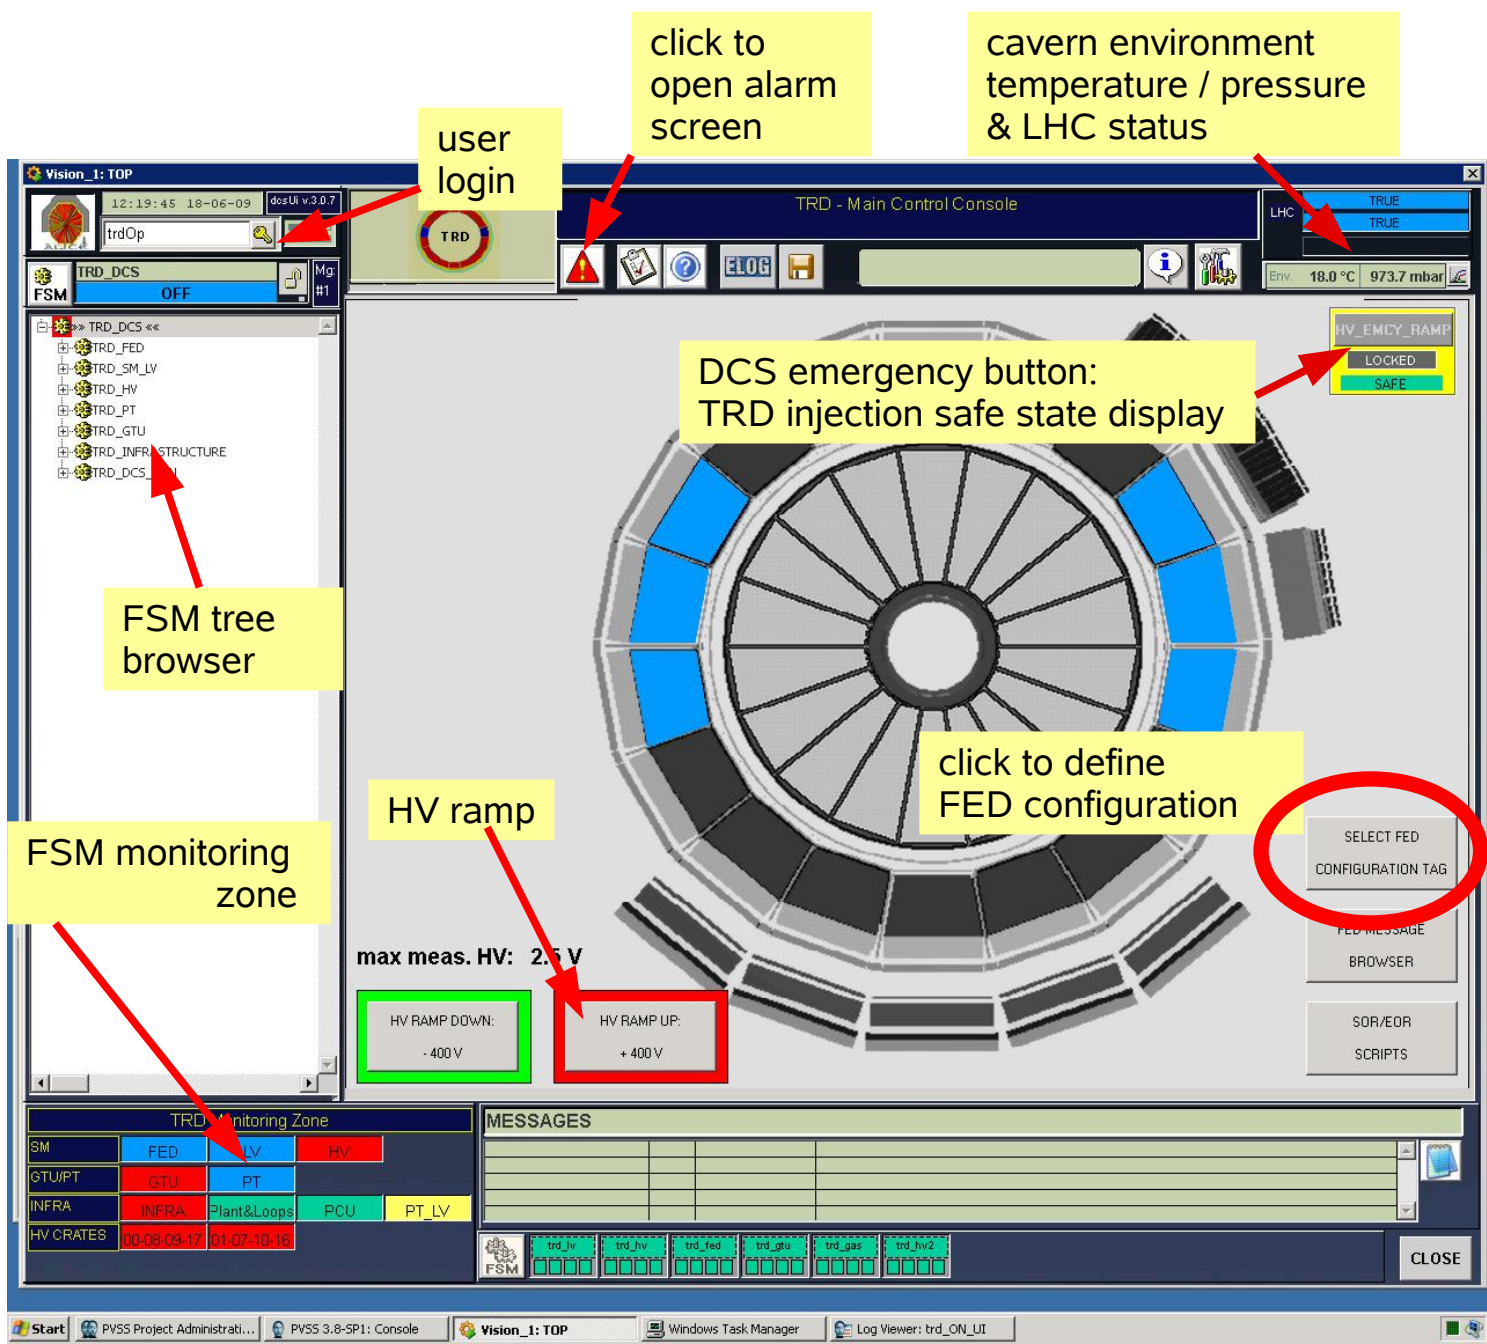 click to
open alarm
screen
cavern environment
temperature / pressure
& LHC status
user
login
Vision_1: TOP
12:19:45 18-06-09
dcsUi v.3.0.7
trdOp
TRD_DCS
OFF
FSM
Mg:
#1
TRD
TRD - Main Control Console
ELOG
LHC
TRUE
TRUE
Env. 18.0 °C 973.7 mbar
>> TRD_DCS <<
TRD_FED
TRD_SM_LV
TRD_HV
TRD_PT
TRD_GTU
TRD_INFRASTRUCTURE
TRD_DCS_
HV_EMCY_RAMP
LOCKED
SAFE
DCS emergency button:
TRD injection safe state display
FSM tree
browser
click to define
FED configuration
HV ramp
FSM monitoring
zone
SELECT FED
CONFIGURATION TAG
FED MESSAGE
BROWSER
SOR/EOR
SCRIPTS
max meas. HV: 2.5 V
HV RAMP DOWN:
- 400 V
HV RAMP UP:
+ 400 V
TRD Monitoring Zone
SM FED LV HV
GTU/PT GTU PT
INFRA INFRA Plant&Loops PCU PT_LV
HV CRATES 00-08-09-17 01-07-10-16
MESSAGES
FSM
trd_lv trd_hv trd_fed trd_gtu trd_gas trd_hv2
CLOSE
Start PVSS Project Administrati... PVSS 3.8-SP1: Console Vision_1: TOP Windows Task Manager Log Viewer: trd_ON_UI